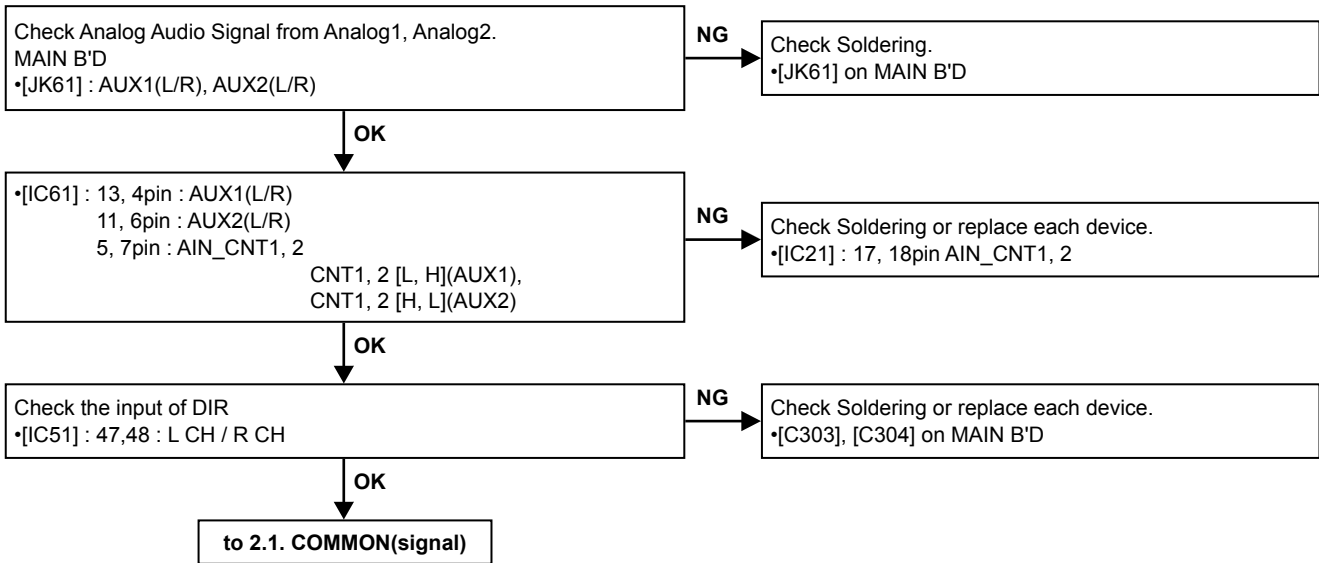 Check Analog Audio Signal from Analog1, Analog2.
MAIN B'D
•[JK61] : AUX1(L/R), AUX2(L/R)
NG
Check Soldering.
•[JK61] on MAIN B'D
OK
•[IC61] : 13, 4pin : AUX1(L/R)
11, 6pin : AUX2(L/R)
5, 7pin : AIN_CNT1, 2
CNT1, 2 [L, H](AUX1),
CNT1, 2 [H, L](AUX2)
NG
Check Soldering or replace each device.
•[IC21] : 17, 18pin AIN_CNT1, 2
OK
Check the input of DIR
•[IC51] : 47,48 : L CH / R CH
NG
Check Soldering or replace each device.
•[C303], [C304] on MAIN B'D
OK
to 2.1. COMMON(signal)